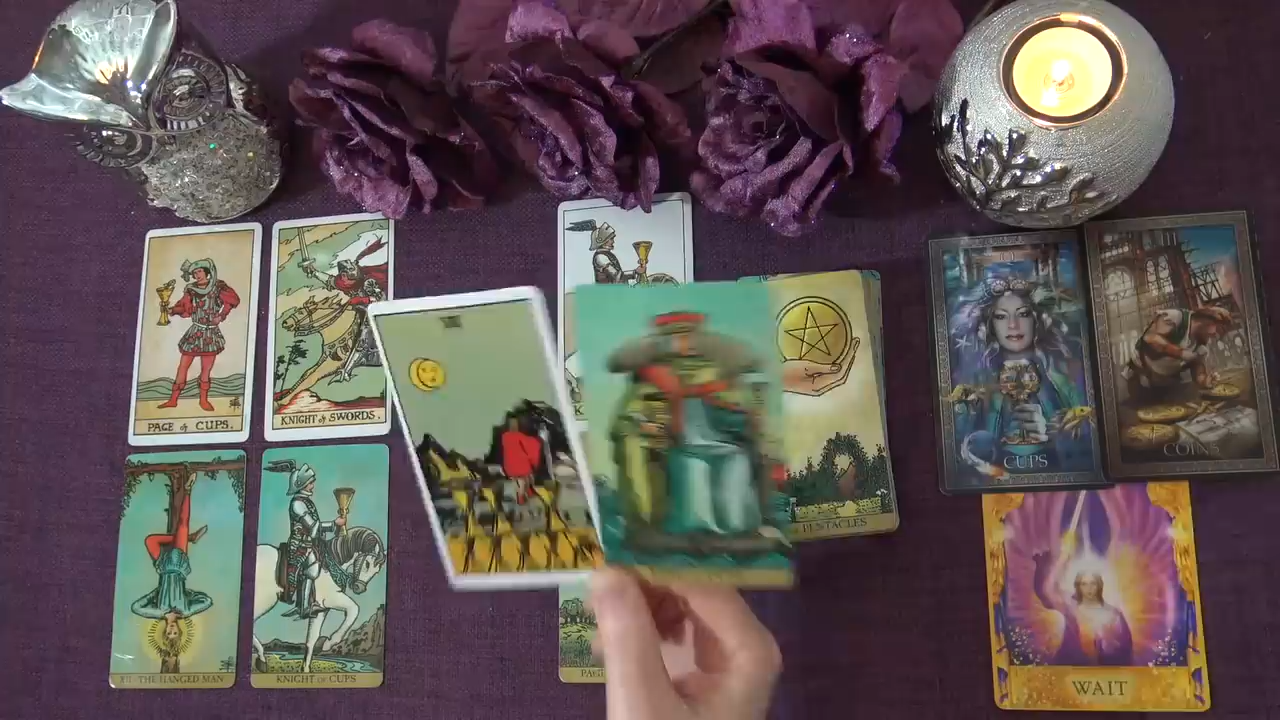 PAGE of CUPS.
KNIGHT of SWORDS.
XII · THE HANGED MAN
KNIGHT OF CUPS
PENTACLES
Q
CUPS
COINS
WAIT